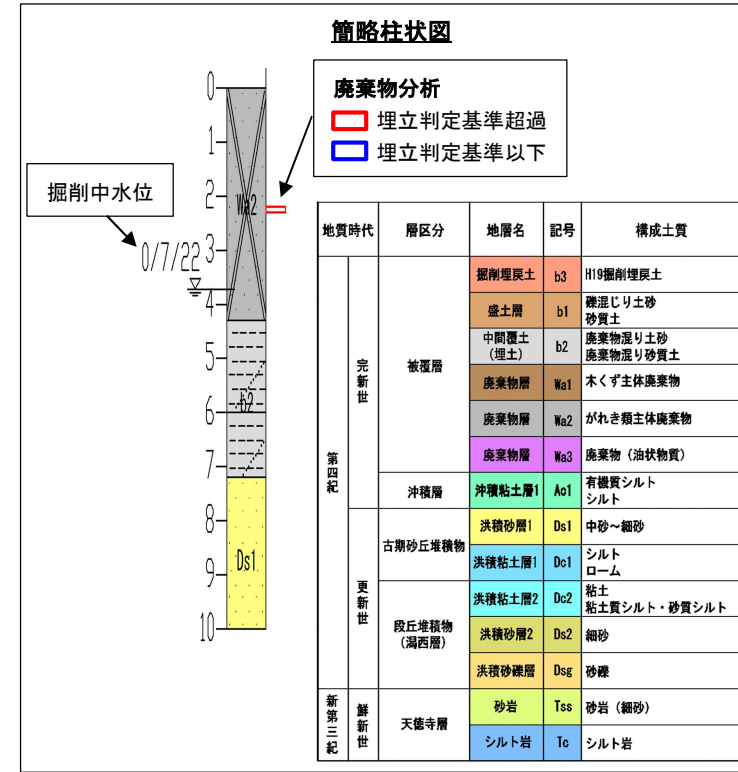 簡略柱状図
廃棄物分析
埋立判定基準超過
埋立判定基準以下
掘削中水位
0/7/22
0
1
2
3
4
5
6
7
8
9
10
Wa2
b2
Ds1
地質時代 層区分 地層名 記号 構成土質
第四紀
完新世
被覆層
掘削埋戻土 b3 H19掘削埋戻土
盛土層 b1 礫混じり土砂
砂質土
中間覆土
(埋土)
b2
廃棄物混り土砂
廃棄物混り砂質土
廃棄物層 Wa1 木くず主体廃棄物
廃棄物層 Wa2 がれき類主体廃棄物
廃棄物層 Wa3 廃棄物(油状物質)
沖積層 沖積粘土層1 Ac1 有機質シルト
シルト
更新世
古期砂丘堆積物
洪積砂層1 Ds1 中砂～細砂
洪積粘土層1 Dc1 シルト
ローム
段丘堆積物
(潟西層)
洪積粘土層2 Dc2 粘土
粘土質シルト・砂質シルト
洪積砂層2 Ds2 細砂
洪積砂礫層 Dsg 砂礫
新第三紀
鮮新世
天徳寺層
砂岩 Tss 砂岩(細砂)
シルト岩 Tc シルト岩